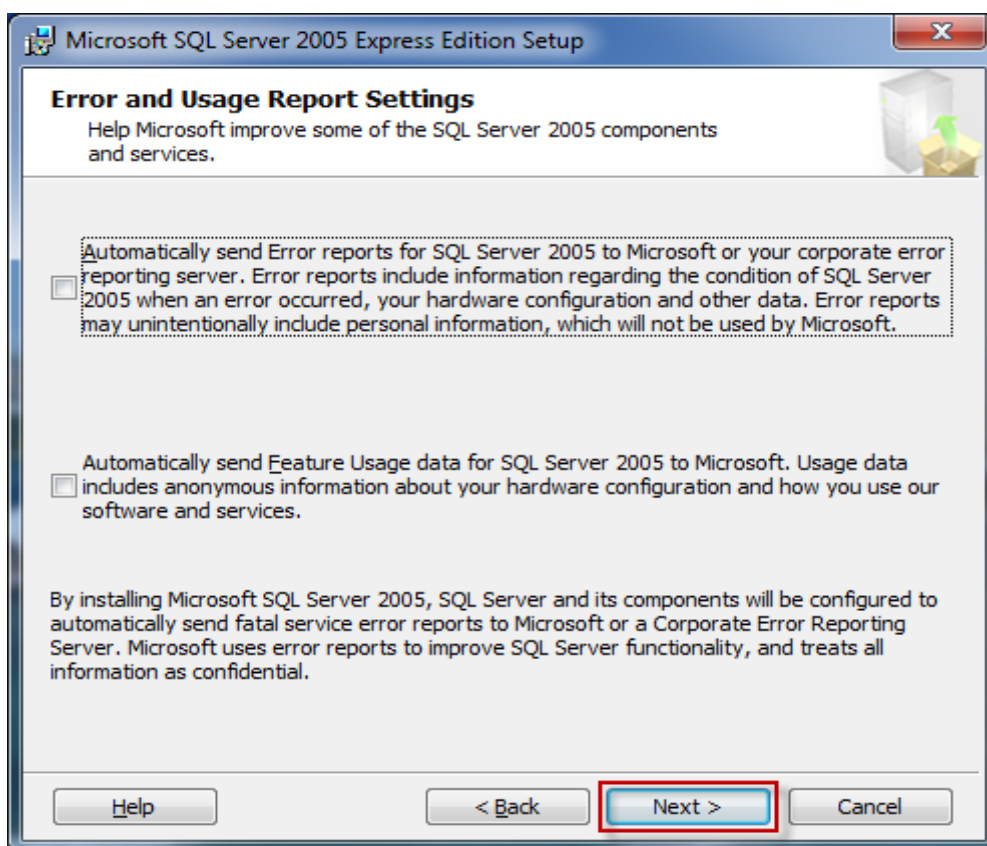 Microsoft SQL Server 2005 Express Edition Setup
Error and Usage Report Settings
Help Microsoft improve some of the SQL Server 2005 components
and services.
Automatically send Error reports for SQL Server 2005 to Microsoft or your corporate error
reporting server. Error reports include information regarding the condition of SQL Server
2005 when an error occurred, your hardware configuration and other data. Error reports
may unintentionally include personal information, which will not be used by Microsoft.
Automatically send Feature Usage data for SQL Server 2005 to Microsoft. Usage data
includes anonymous information about your hardware configuration and how you use our
software and services.
By installing Microsoft SQL Server 2005, SQL Server and its components will be configured to
automatically send fatal service error reports to Microsoft or a Corporate Error Reporting
Server. Microsoft uses error reports to improve SQL Server functionality, and treats all
information as confidential.
Help < Back Next > Cancel